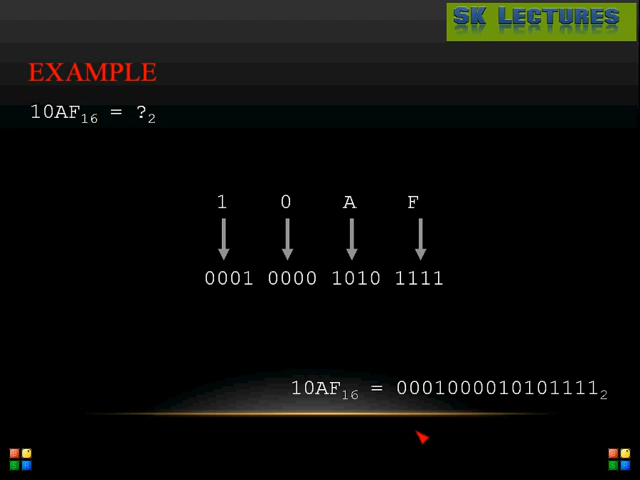 SK LECTURES
EXAMPLE
10AF₁₆ = ?₂
1 0 A F
0001 0000 1010 1111
10AF₁₆ = 0001000010101111₂